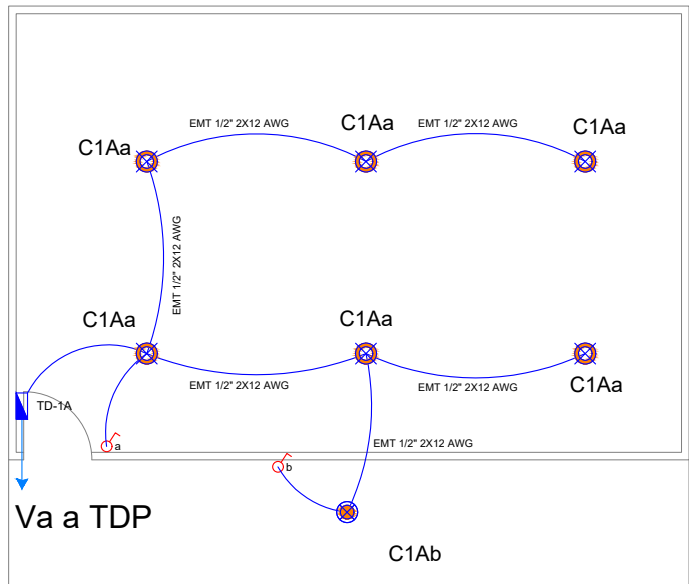 EMT 1/2" 2X12 AWG
EMT 1/2" 2X12 AWG
C1Aa
C1Aa
C1Aa
EMT 1/2" 2X12 AWG
C1Aa
C1Aa
C1Aa
EMT 1/2" 2X12 AWG
EMT 1/2" 2X12 AWG
TD-1A
a
EMT 1/2" 2X12 AWG
b
Va a TDP
C1Ab